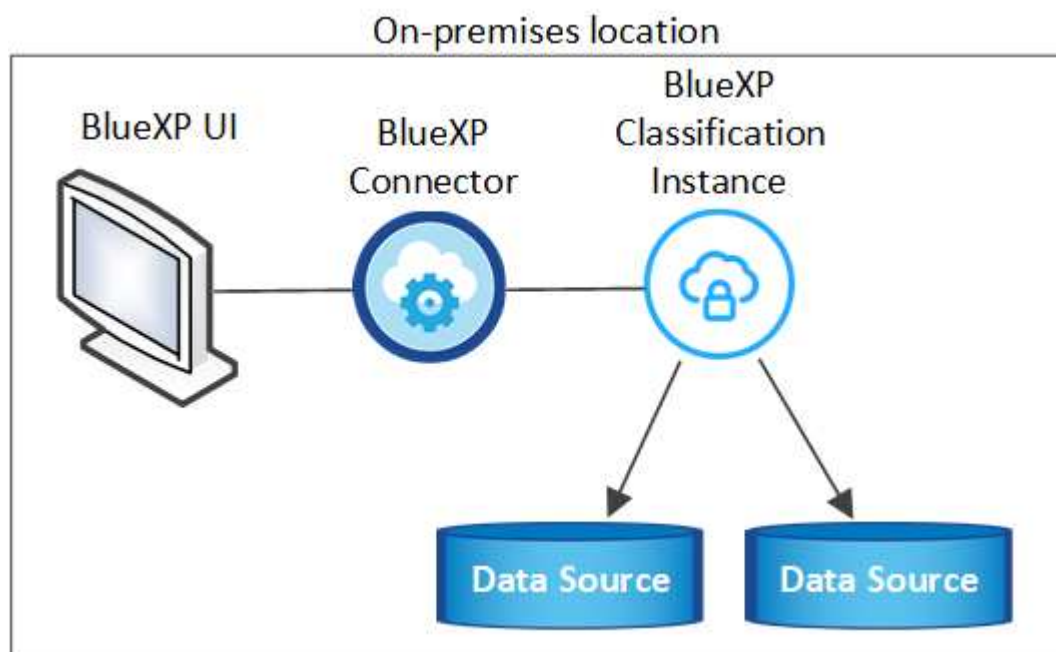 On-premises location
BlueXP UI
BlueXP
Connector
BlueXP
Classification
Instance
Data Source
Data Source